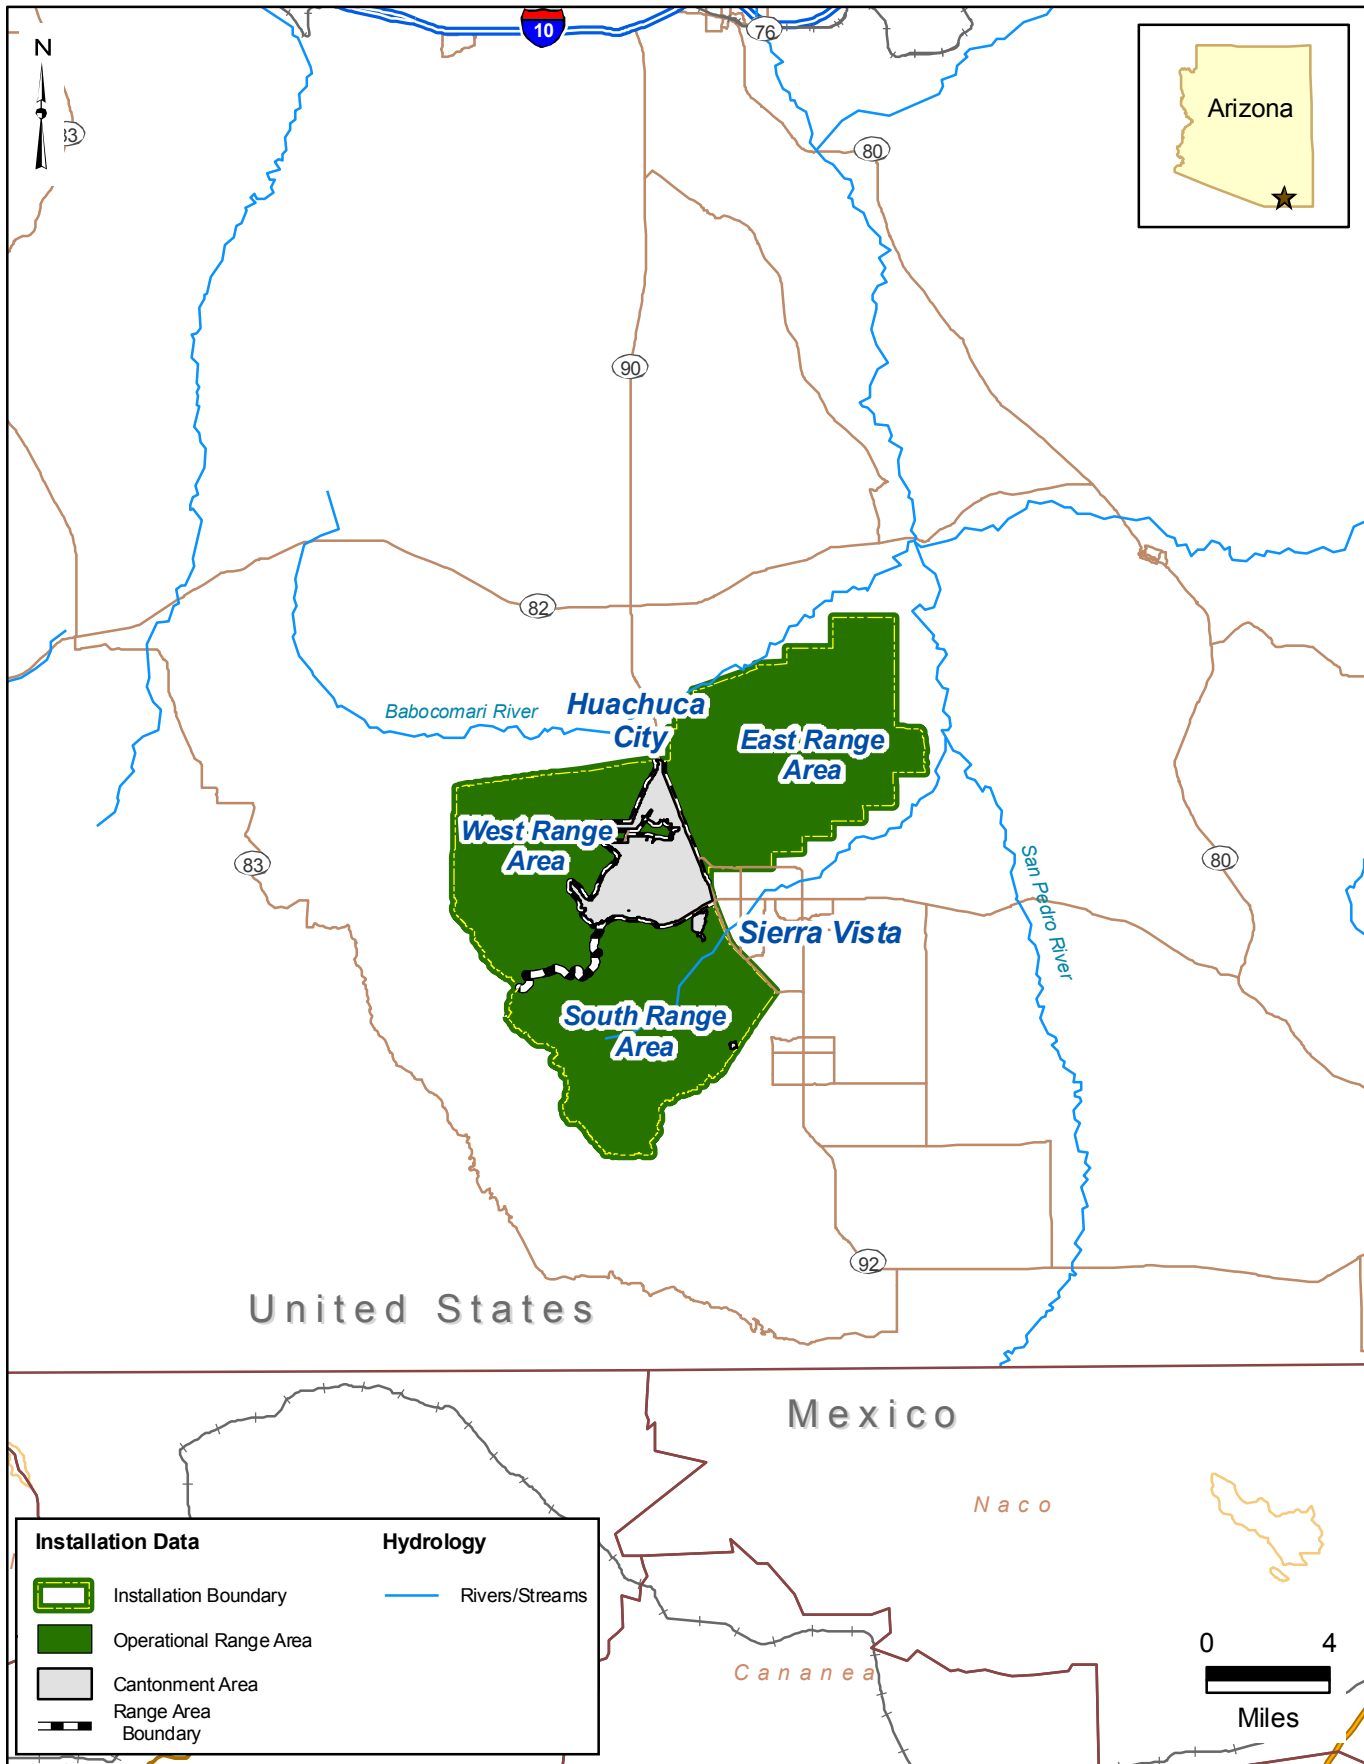 10
76
N
83
80
Arizona
90
82
Huachuca
City
Babocomari River
East Range
Area
West Range
Area
83
80
San Pedro River
Sierra Vista
South Range
Area
92
United States
Mexico
Naco
Cananea
Installation Data
Hydrology
Installation Boundary
Rivers/Streams
Operational Range Area
Cantonment Area
Range Area
Boundary
0 4
Miles